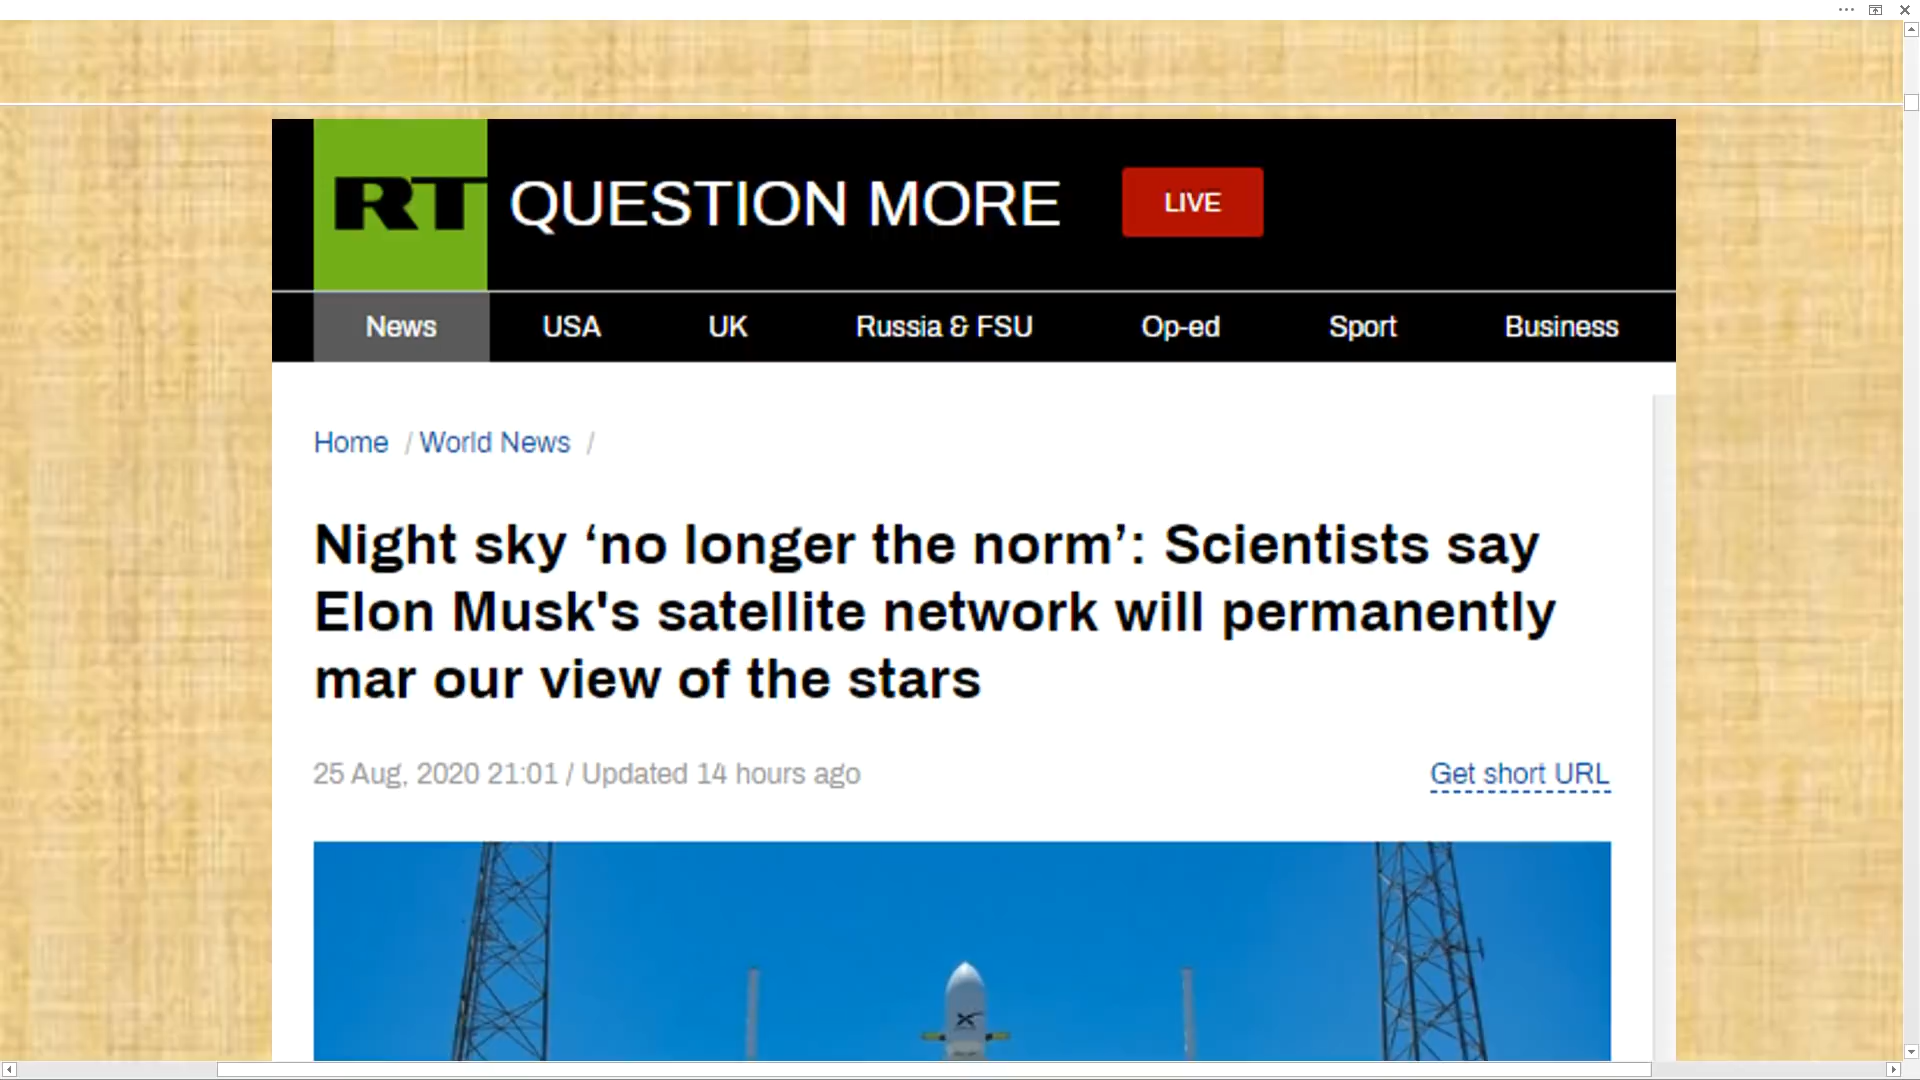 RT QUESTION MORE LIVE
News USA UK Russia & FSU Op-ed Sport Business
Home / World News /
Night sky ‘no longer the norm’: Scientists say
Elon Musk's satellite network will permanently
mar our view of the stars
25 Aug, 2020 21:01 / Updated 14 hours ago
Get short URL